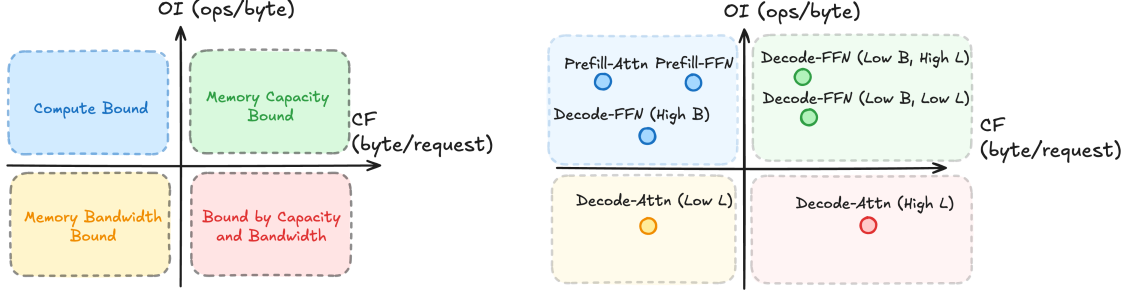 OI (ops/byte)
Compute Bound
Memory Capacity
Bound
CF
(byte/request)
Memory Bandwidth
Bound
Bound by Capacity
and Bandwidth
OI (ops/byte)
Prefill-Attn
Prefill-FFN
Decode-FFN (High B)
Decode-FFN (Low B, High L)
Decode-FFN (Low B, Low L)
CF
(byte/request)
Decode-Attn (Low L)
Decode-Attn (High L)